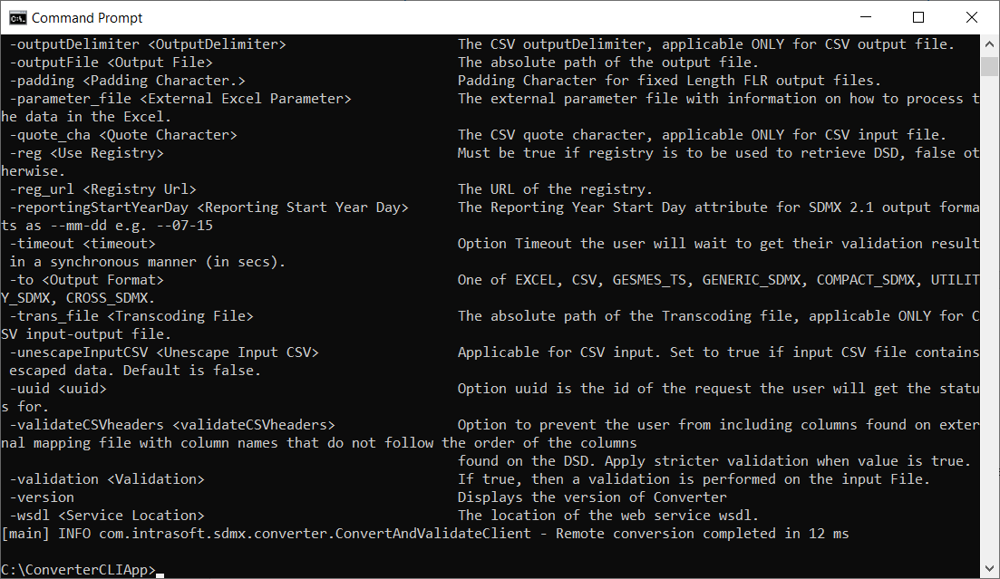 Command Prompt
-outputDelimiter <OutputDelimiter> The CSV outputDelimiter, applicable ONLY for CSV output file.
-outputFile <Output File> The absolute path of the output file.
-padding <Padding Character.> Padding Character for fixed Length FLR output files.
-parameter_file <External Excel Parameter> The external parameter file with information on how to process t
he data in the Excel.
-quote_cha <Quote Character> The CSV quote character, applicable ONLY for CSV input file.
-reg <Use Registry> Must be true if registry is to be used to retrieve DSD, false ot
herwise.
-reg_url <Registry Url> The URL of the registry.
-reportingStartYearDay <Reporting Start Year Day> The Reporting Year Start Day attribute for SDMX 2.1 output forma
ts as --mm-dd e.g. --07-15
-timeout <timeout> Option Timeout the user will wait to get their validation result
in a synchronous manner (in secs).
-to <Output Format> One of EXCEL, CSV, GESMES_TS, GENERIC_SDMX, COMPACT_SDMX, UTILIT
Y_SDMX, CROSS_SDMX.
-trans_file <Transcoding File> The absolute path of the Transcoding file, applicable ONLY for C
SV input-output file.
-unescapeInputCSV <Unescape Input CSV> Applicable for CSV input. Set to true if input CSV file contains
escaped data. Default is false.
-uuid <uuid> Option uuid is the id of the request the user will get the statu
s for.
-validateCSVheaders <validateCSVheaders> Option to prevent the user from including columns found on exter
nal mapping file with column names that do not follow the order of the columns
found on the DSD. Apply stricter validation when value is true.
-validation <Validation> If true, then a validation is performed on the input File.
-version Displays the version of Converter
-wsdl <Service Location> The location of the web service wsdl.
[main] INFO com.intrasoft.sdmx.converter.ConvertAndValidateClient - Remote conversion completed in 12 ms
C:\ConverterCLIApp>